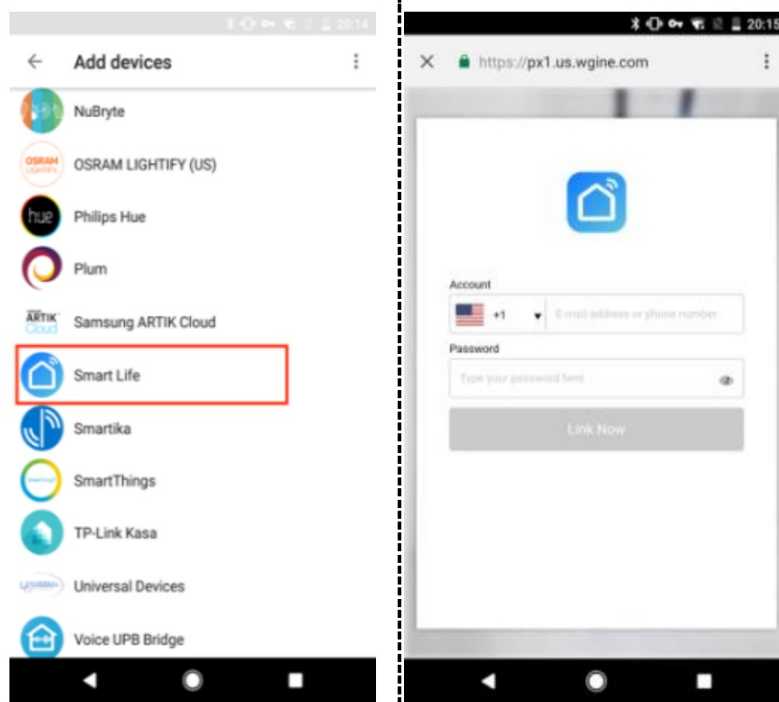 20:14
Add devices
NuBryte
OSRAM LIGHTIFY (US)
hue
Philips Hue
Plum
ARTIK
Cloud
Samsung ARTIK Cloud
Smart Life
Smartika
SmartThings
TP-Link Kasa
Universal Devices
Voice UPB Bridge
20:15
https://px1.us.wgine.com
Account
+1
E-mail address or phone number
Password
Type your password here
Link Now